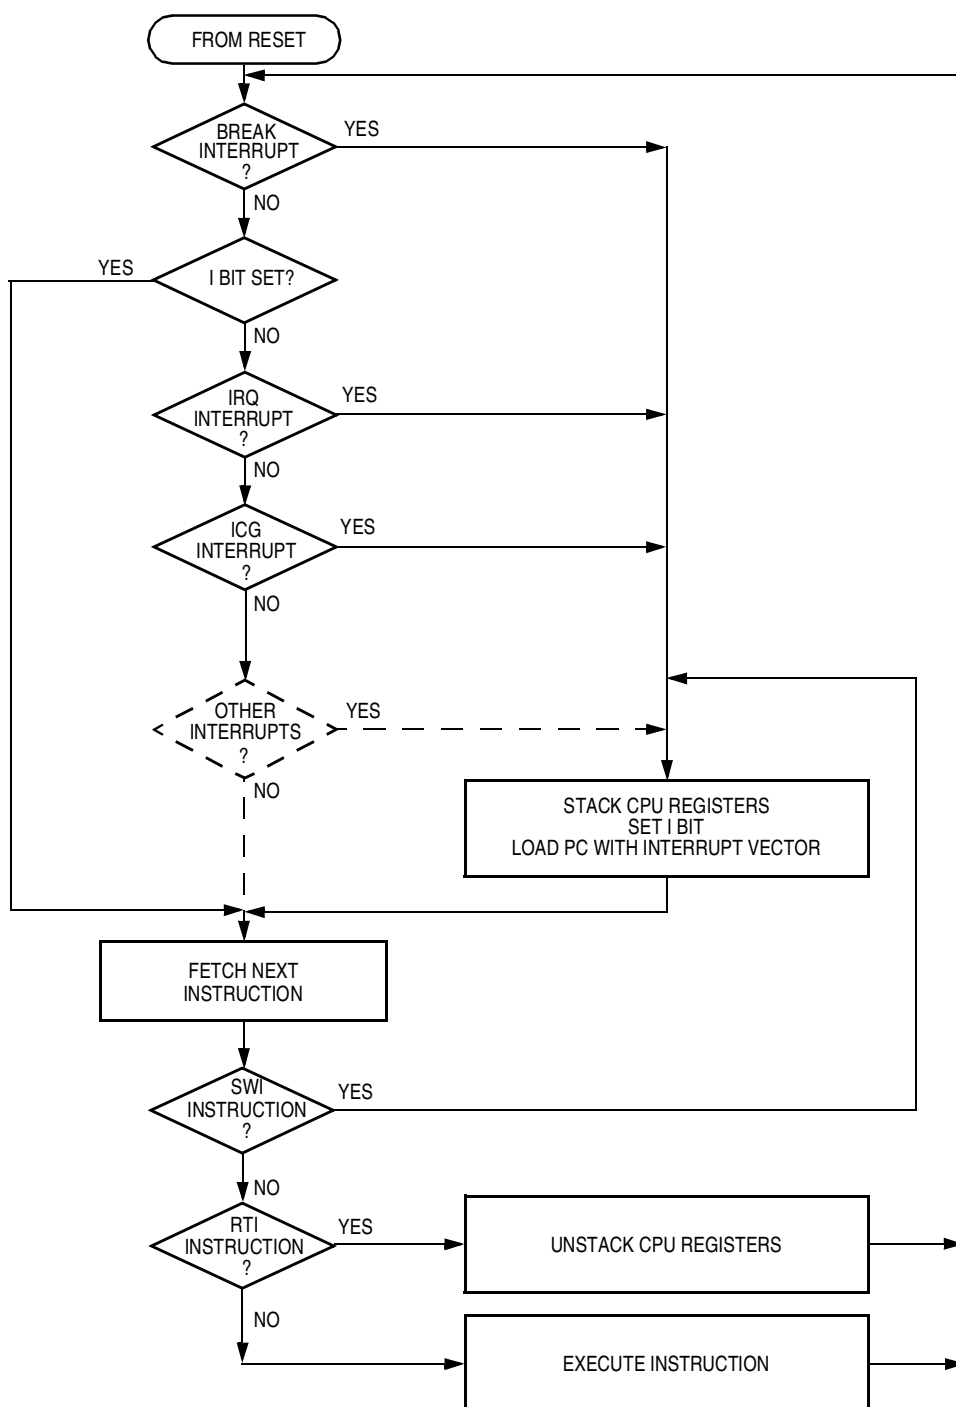 FROM RESET
BREAK
INTERRUPT
?
YES
NO
I BIT SET?
YES
NO
IRQ
INTERRUPT
?
YES
NO
ICG
INTERRUPT
?
YES
NO
OTHER
INTERRUPTS
?
YES
NO
STACK CPU REGISTERS
SET I BIT
LOAD PC WITH INTERRUPT VECTOR
FETCH NEXT
INSTRUCTION
SWI
INSTRUCTION
?
YES
NO
RTI
INSTRUCTION
?
YES
UNSTACK CPU REGISTERS
NO
EXECUTE INSTRUCTION